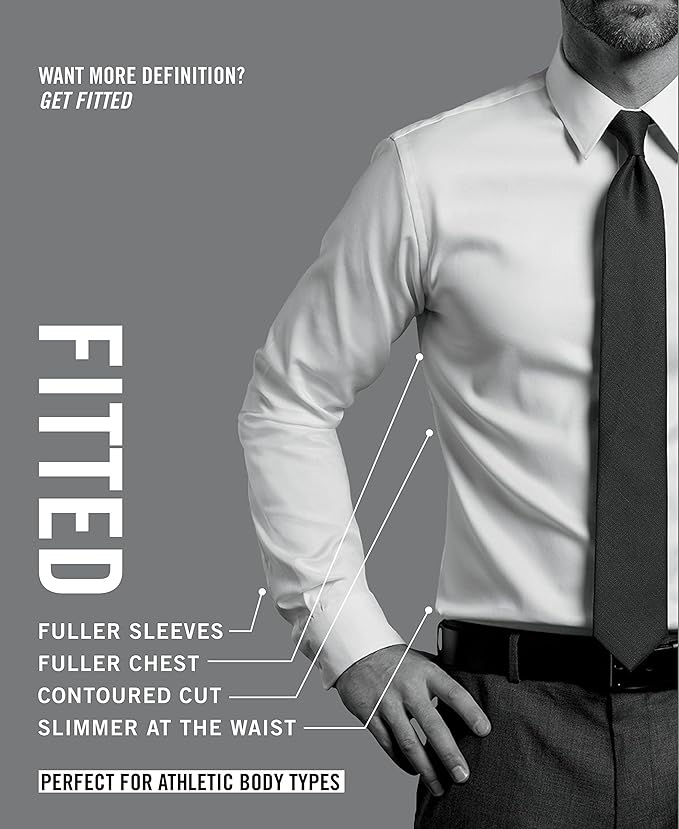 WANT MORE DEFINITION?
GET FITTED
FITTED
FULLER SLEEVES
FULLER CHEST
CONTOURED CUT
SLIMMER AT THE WAIST
PERFECT FOR ATHLETIC BODY TYPES